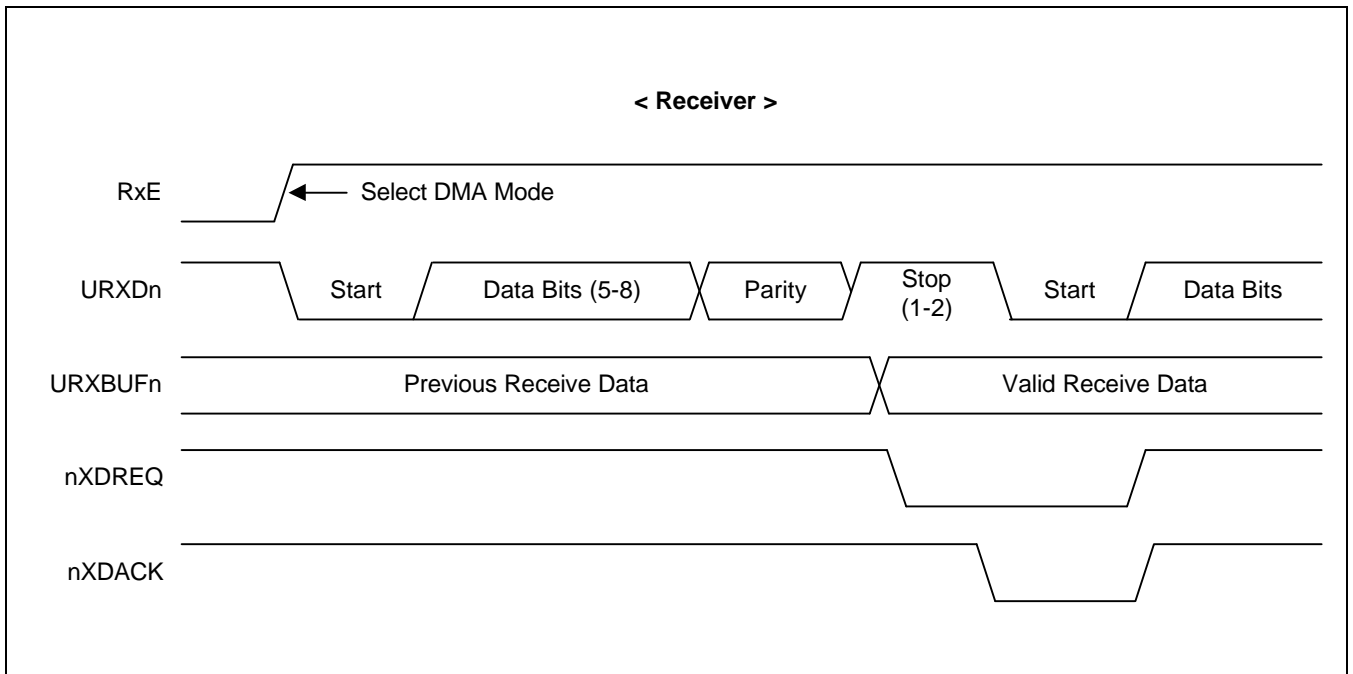 < Receiver >
RxE
Select DMA Mode
URXDn
Start
Data Bits (5-8)
Parity
Stop
(1-2)
Start
Data Bits
URXBUFn
Previous Receive Data
Valid Receive Data
nXDREQ
nXDACK